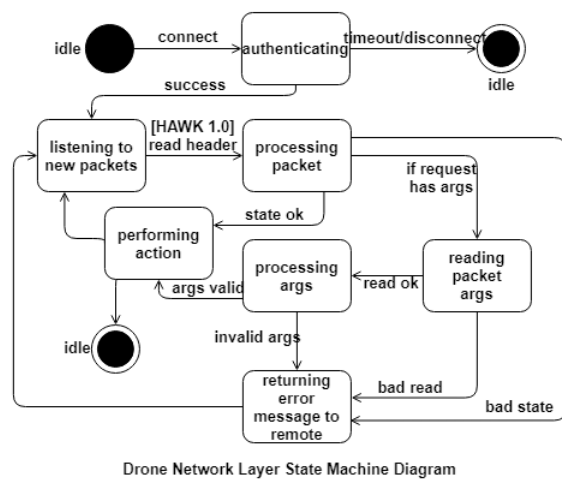 idle
connect
authenticating
timeout/disconnect
idle
success
listening to
new packets
[HAWK 1.0]
read header
processing
packet
if request
has args
state ok
performing
action
processing
args
reading
packet
args
read ok
args valid
idle
invalid args
returning
error
message to
remote
bad read
bad state
Drone Network Layer State Machine Diagram